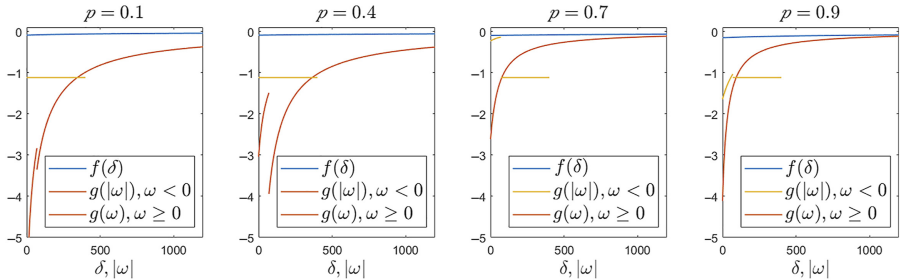 p = 0.1
p = 0.4
p = 0.7
p = 0.9
0
−1
−2
−3
−4
−5
f(δ)
g(|ω|), ω < 0
g(ω), ω ≥ 0
0 500 1000
δ, |ω|
0
−1
−2
−3
−4
−5
f(δ)
g(|ω|), ω < 0
g(ω), ω ≥ 0
0 500 1000
δ, |ω|
0
−1
−2
−3
−4
−5
f(δ)
g(|ω|), ω < 0
g(ω), ω ≥ 0
0 500 1000
δ, |ω|
0
−1
−2
−3
−4
−5
f(δ)
g(|ω|), ω < 0
g(ω), ω ≥ 0
0 500 1000
δ, |ω|